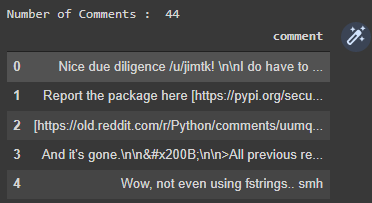 Number of Comments :  44
comment
0 Nice due diligence /u/jimtk! \n\nI do have to ...
1 Report the package here [https://pypi.org/secu...
2 [https://old.reddit.com/r/Python/comments/uumq...
3 And it's gone.\n\n&#x200B;\n\n>All previous re...
4 Wow, not even using fstrings.. smh